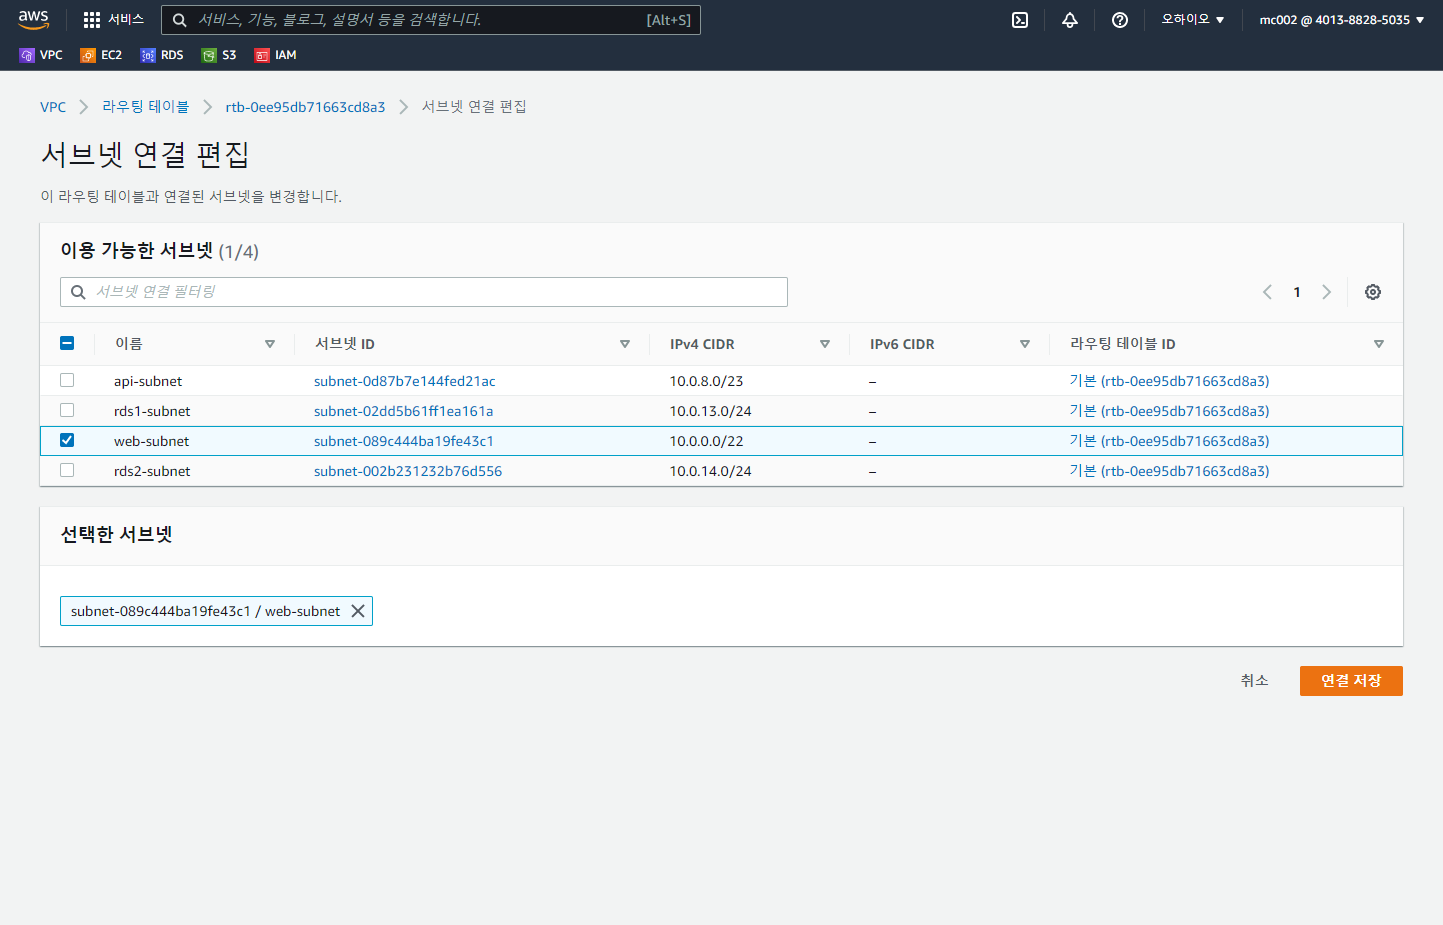 aws 서비스 서비스, 기능, 블로그, 설명서 등을 검색합니다. [Alt+S] 오하이오 ▼ mc002 @ 4013-8828-5035 ▼
VPC EC2 RDS S3 IAM
VPC > 라우팅 테이블 > rtb-0ee95db71663cd8a3 > 서브넷 연결 편집
서브넷 연결 편집
이 라우팅 테이블과 연결된 서브넷을 변경합니다.
이용 가능한 서브넷 (1/4)
서브넷 연결 필터링 < 1 >
이름 서브넷 ID IPv4 CIDR IPv6 CIDR 라우팅 테이블 ID
api-subnet subnet-0d87b7e144fed21ac 10.0.8.0/23 – 기본 (rtb-0ee95db71663cd8a3)
rds1-subnet subnet-02dd5b61ff1ea161a 10.0.13.0/24 – 기본 (rtb-0ee95db71663cd8a3)
web-subnet subnet-089c444ba19fe43c1 10.0.0.0/22 – 기본 (rtb-0ee95db71663cd8a3)
rds2-subnet subnet-002b231232b76d556 10.0.14.0/24 – 기본 (rtb-0ee95db71663cd8a3)
선택한 서브넷
subnet-089c444ba19fe43c1 / web-subnet
취소 연결 저장